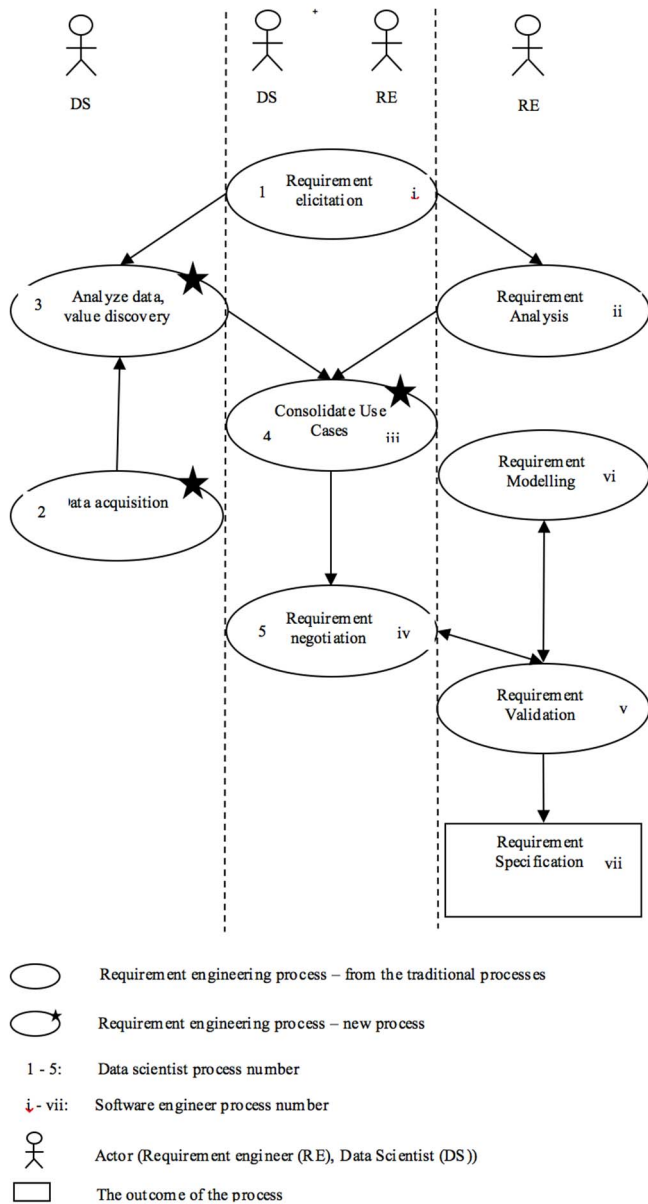 DS
DS
RE
RE
1
Requirement
elicitation
i
3
Analyze data,
value discovery
Requirement
Analysis
ii
4
Consolidate Use
Cases
iii
2
ata acquisition
Requirement
Modelling
vi
5
Requirement
negotiation
iv
Requirement
Validation
v
Requirement
Specification
vii
Requirement engineering process – from the traditional processes
Requirement engineering process – new process
1 - 5: Data scientist process number
i - vii: Software engineer process number
Actor (Requirement engineer (RE), Data Scientist (DS))
The outcome of the process